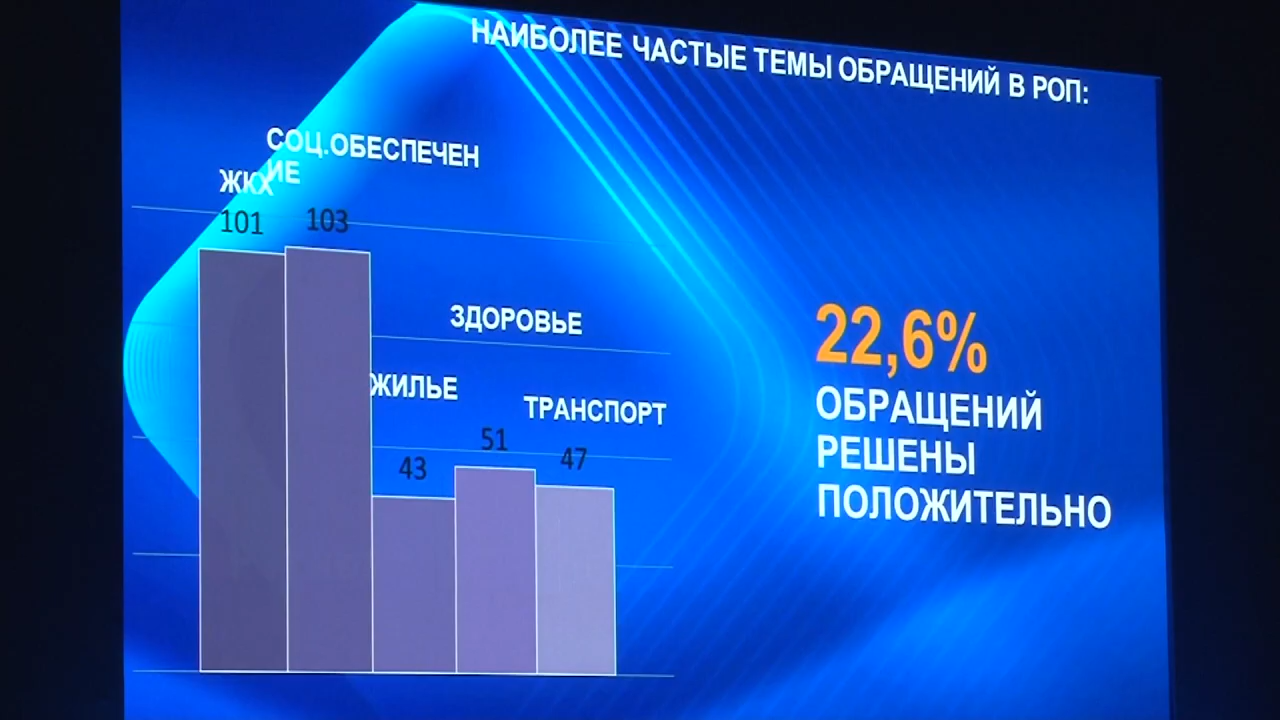 НАИБОЛЕЕ ЧАСТЫЕ ТЕМЫ ОБРАЩЕНИЙ В РОП:
СОЦ.ОБЕСПЕЧЕН
ИЕ
ЖКХ
101
103
ЗДОРОВЬЕ
ЖИЛЬЕ
ТРАНСПОРТ
43
51
47
22,6%
ОБРАЩЕНИЙ
РЕШЕНЫ
ПОЛОЖИТЕЛЬНО